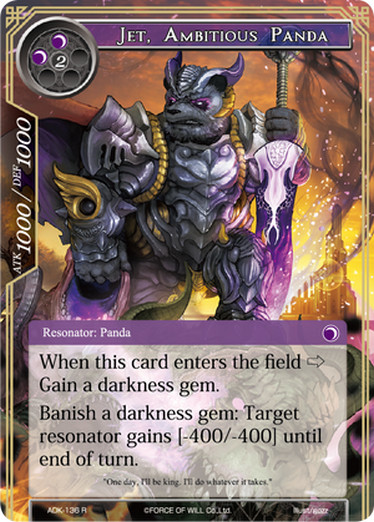 Jet, Ambitious Panda
2
ATK 1000 / DEF 1000
Resonator: Panda
When this card enters the field ⇨
Gain a darkness gem.
Banish a darkness gem: Target
resonator gains [-400/-400] until
end of turn.
"One day, I'll be king. I'll do whatever it takes."
ADK-136 R
©FORCE OF WILL Co.,Ltd.
Illust/